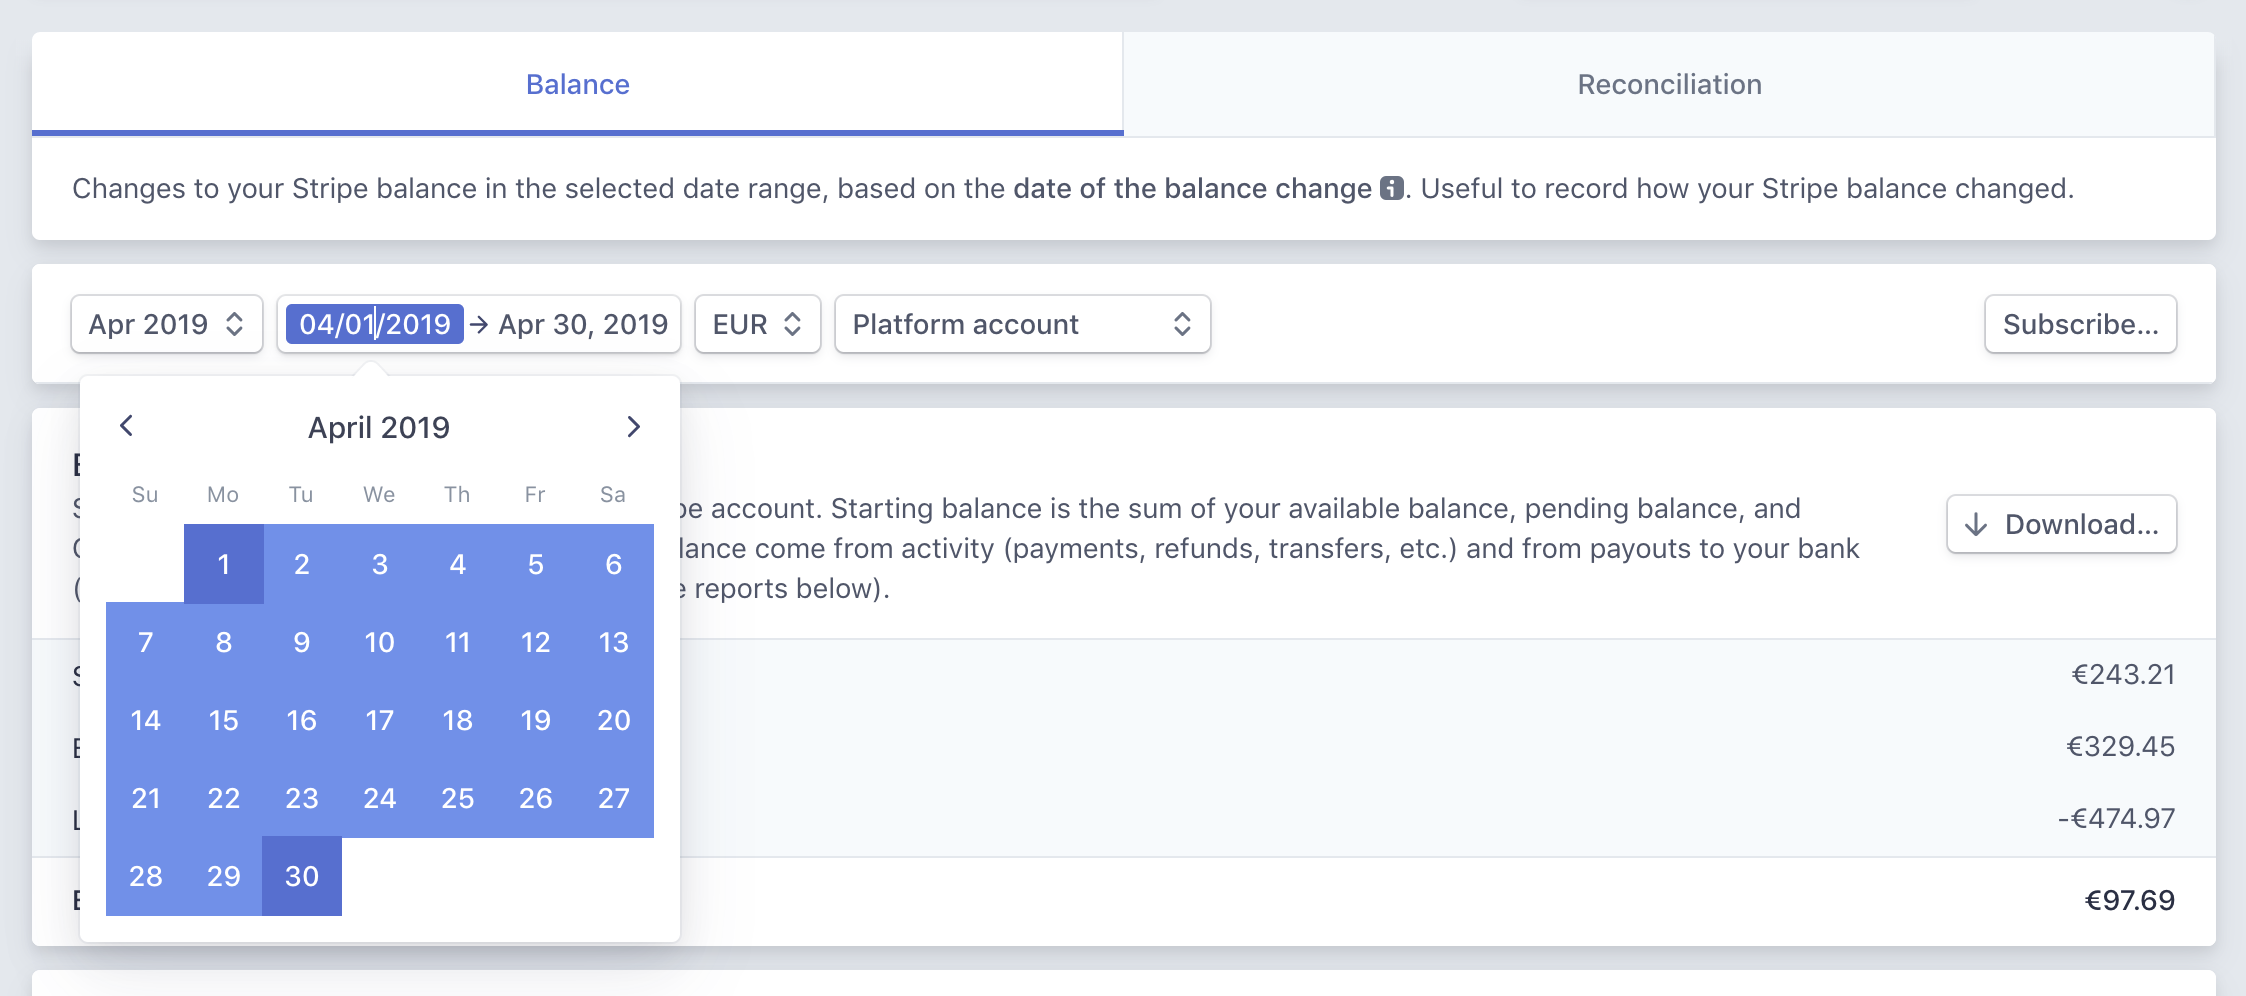 Balance
Reconciliation
Changes to your Stripe balance in the selected date range, based on the date of the balance change i. Useful to record how your Stripe balance changed.
Apr 2019
04/01/2019 → Apr 30, 2019
EUR
Platform account
Subscribe...
April 2019
Su Mo Tu We Th Fr Sa
1 2 3 4 5 6
7 8 9 10 11 12 13
14 15 16 17 18 19 20
21 22 23 24 25 26 27
28 29 30
account. Starting balance is the sum of your available balance, pending balance, and
come from activity (payments, refunds, transfers, etc.) and from payouts to your bank
reports below).
Download...
€243.21
€329.45
-€474.97
€97.69